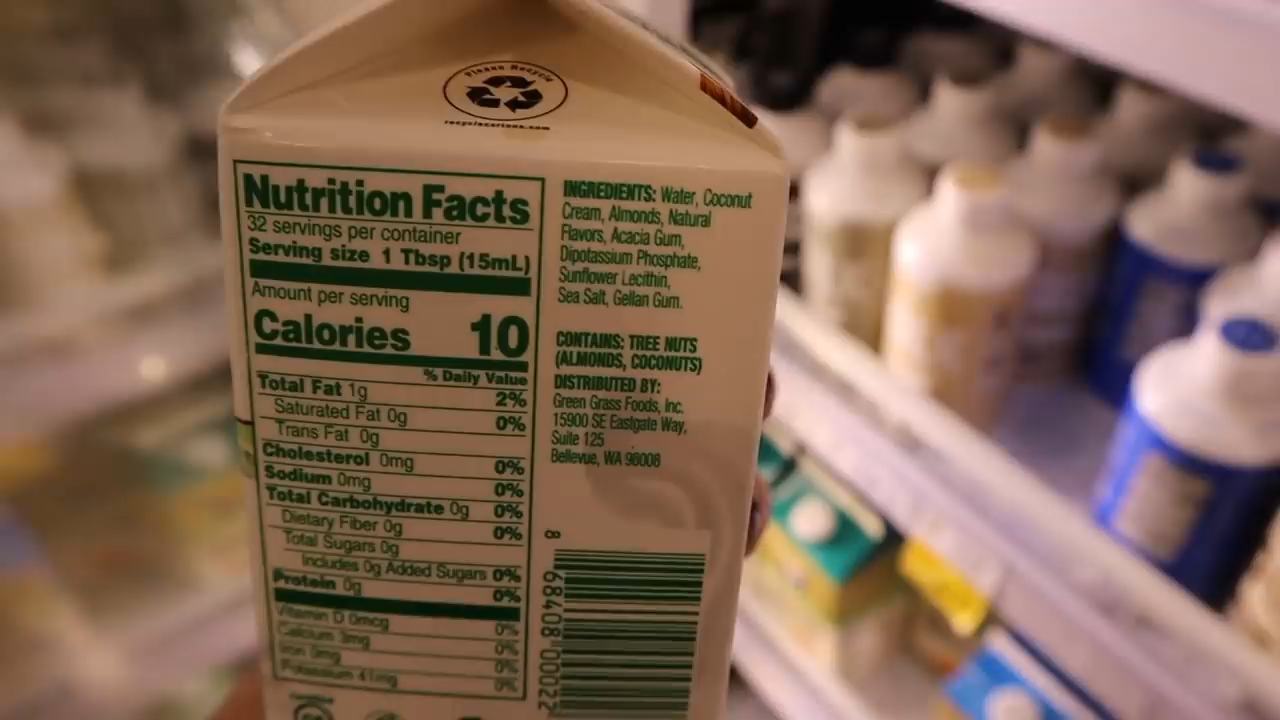 Please Recycle
recyclecartons.com
Nutrition Facts
32 servings per container
Serving size 1 Tbsp (15mL)
Amount per serving
Calories 10
% Daily Value
Total Fat 1g 2%
Saturated Fat 0g 0%
Trans Fat 0g
Cholesterol 0mg 0%
Sodium 0mg 0%
Total Carbohydrate 0g 0%
Dietary Fiber 0g 0%
Total Sugars 0g
Includes 0g Added Sugars 0%
Protein 0g 0%
Vitamin D 0mcg 0%
Calcium 3mg 0%
Iron 0mg 0%
Potassium 41mg 0%
INGREDIENTS: Water, Coconut
Cream, Almonds, Natural
Flavors, Acacia Gum,
Dipotassium Phosphate,
Sunflower Lecithin,
Sea Salt, Gellan Gum.
CONTAINS: TREE NUTS
(ALMONDS, COCONUTS)
DISTRIBUTED BY:
Green Grass Foods, Inc.
15900 SE Eastgate Way,
Suite 125
Bellevue, WA 98008
8 68408 00022